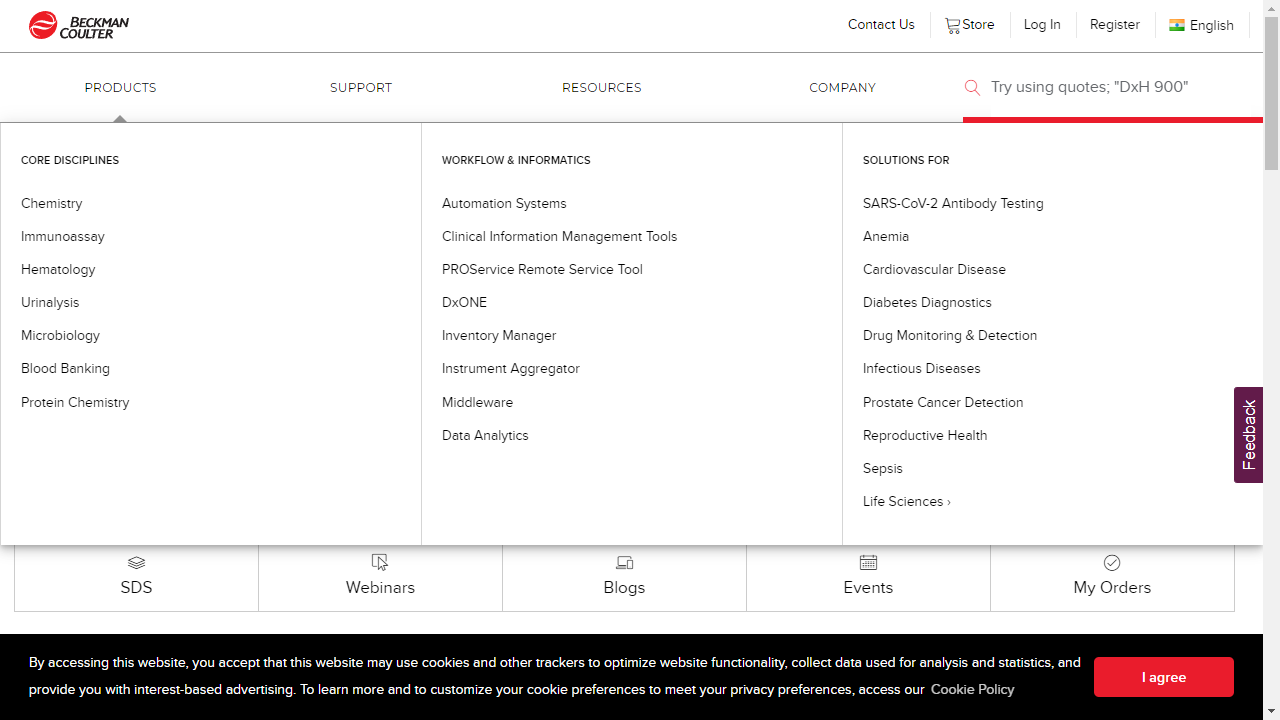 BECKMAN
COULTER
Contact Us
Store
Log In
Register
English
PRODUCTS
SUPPORT
RESOURCES
COMPANY
Try using quotes; "DxH 900"
CORE DISCIPLINES
Chemistry
Immunoassay
Hematology
Urinalysis
Microbiology
Blood Banking
Protein Chemistry
WORKFLOW & INFORMATICS
Automation Systems
Clinical Information Management Tools
PROService Remote Service Tool
DxONE
Inventory Manager
Instrument Aggregator
Middleware
Data Analytics
SOLUTIONS FOR
SARS-CoV-2 Antibody Testing
Anemia
Cardiovascular Disease
Diabetes Diagnostics
Drug Monitoring & Detection
Infectious Diseases
Prostate Cancer Detection
Reproductive Health
Sepsis
Life Sciences ›
Feedback
SDS
Webinars
Blogs
Events
My Orders
By accessing this website, you accept that this website may use cookies and other trackers to optimize website functionality, collect data used for analysis and statistics, and
provide you with interest-based advertising. To learn more and to customize your cookie preferences to meet your privacy preferences, access our Cookie Policy
I agree